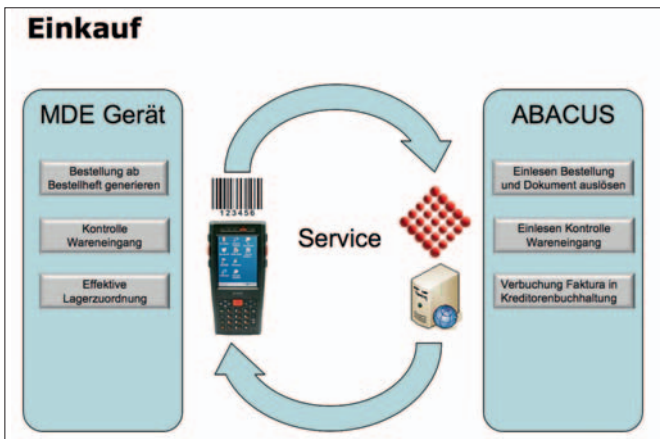 Einkauf
MDE Gerät
Bestellung ab
Bestellheft generieren
Kontrolle
Wareneingang
Effektive
Lagerzuordnung
123456
Service
ABACUS
Einlesen Bestellung
und Dokument auslösen
Einlesen Kontrolle
Wareneingang
Verbuchung Faktura in
Kreditorenbuchhaltung